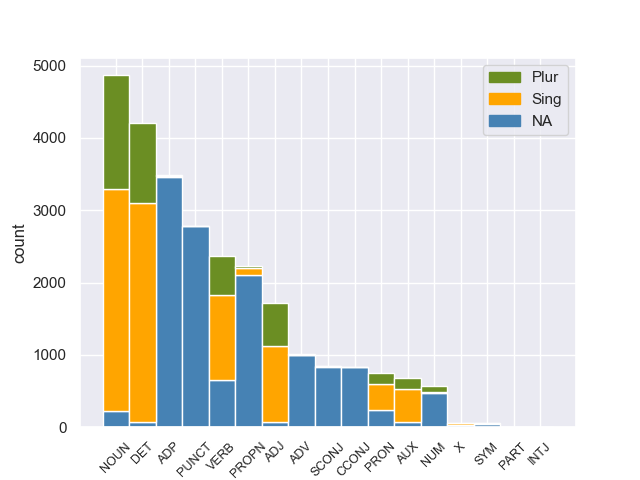 5000
4000
3000
2000
1000
0
count
Plur
Sing
NA
NOUN
DET
ADP
PUNCT
VERB
PROPN
ADJ
ADV
SCONJ
CCONJ
PRON
AUX
NUM
X
SYM
PART
INTJ